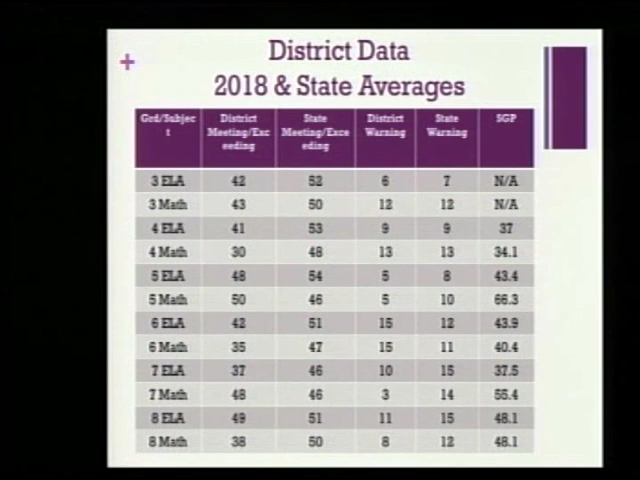 +
District Data
2018 & State Averages
Grd/Subjec
t
District
Meeting/Exc
eeding
State
Meeting/Exce
eding
District
Warning
State
Warning
SGP
3 ELA 42 52 6 7 N/A
3 Math 43 50 12 12 N/A
4 ELA 41 53 9 9 37
4 Math 30 48 13 13 34.1
5 ELA 48 54 5 8 43.4
5 Math 50 46 5 10 66.3
6 ELA 42 51 15 12 43.9
6 Math 35 47 15 11 40.4
7 ELA 37 46 10 15 37.5
7 Math 48 46 3 14 55.4
8 ELA 49 51 11 15 48.1
8 Math 38 50 8 12 48.1